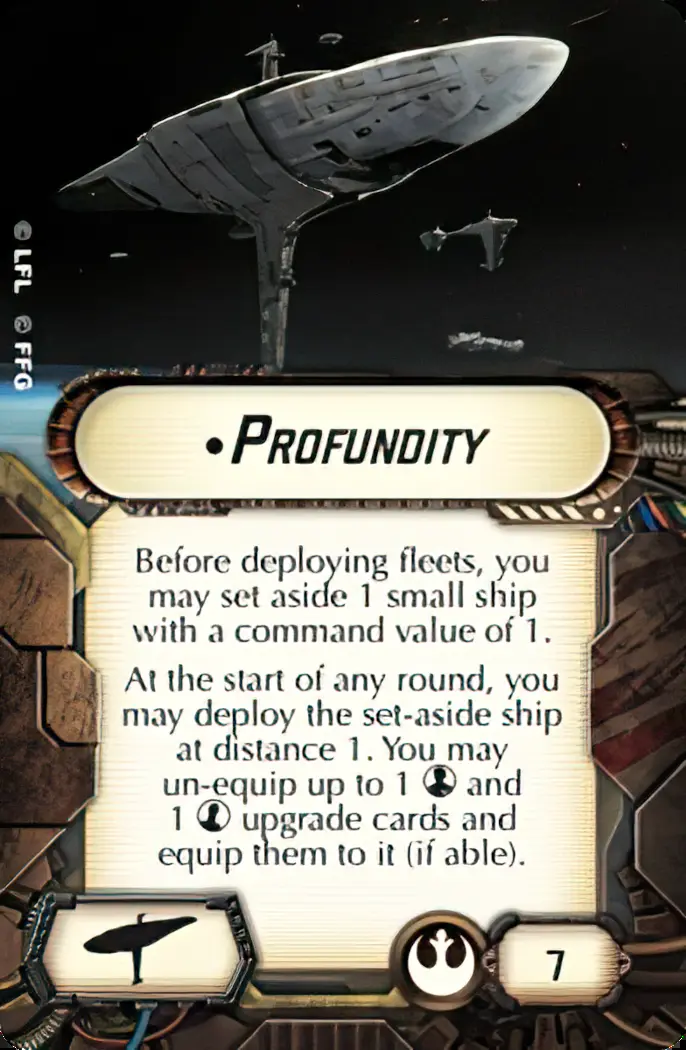 © LFL © FFG
•PROFUNDITY
Before deploying fleets, you
may set aside 1 small ship
with a command value of 1.
At the start of any round, you
may deploy the set-aside ship
at distance 1. You may
un-equip up to 1 and
1 upgrade cards and
equip them to it (if able).
7